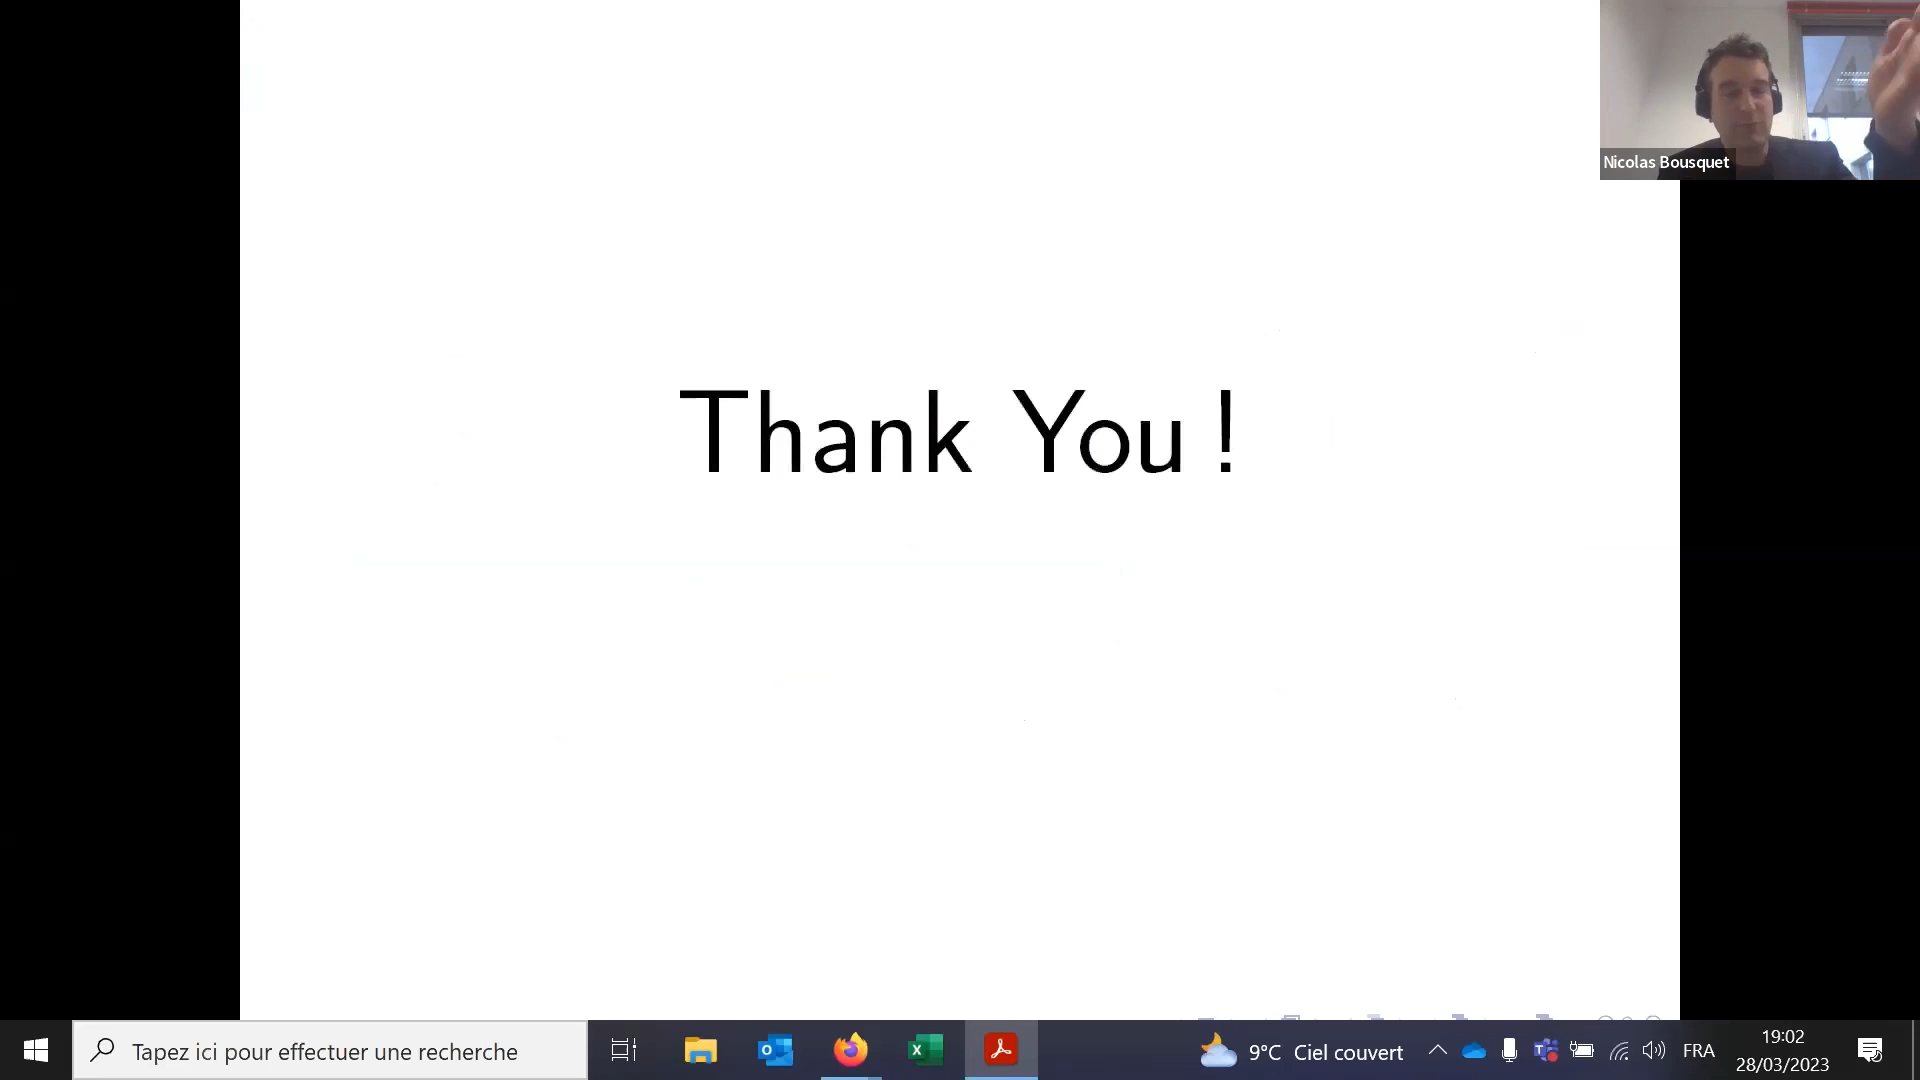 Nicolas Bousquet
Thank You !
Tapez ici pour effectuer une recherche
9°C Ciel couvert
FRA
19:02
28/03/2023